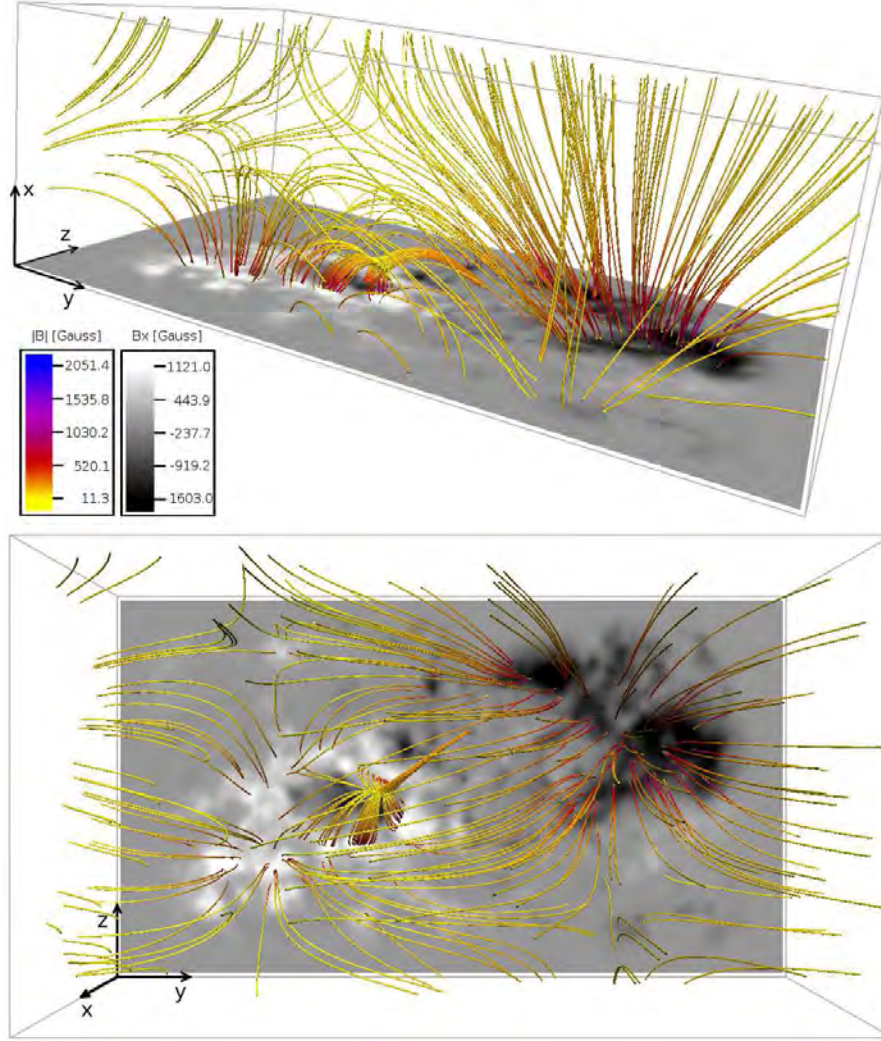 x
z
y
|B| [Gauss] Bx [Gauss]
2051.4 1121.0
1535.8 443.9
1030.2 -237.7
520.1 -919.2
11.3 -1603.0
z
y
x